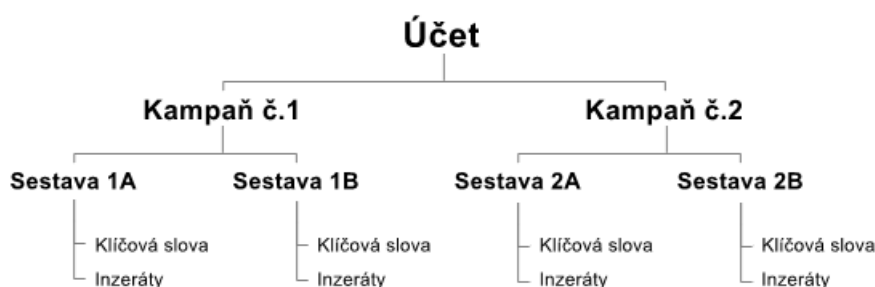 Účet
Kampaň č.1 Kampaň č.2
Sestava 1A Sestava 1B Sestava 2A Sestava 2B
Klíčová slova Klíčová slova Klíčová slova Klíčová slova
Inzeráty Inzeráty Inzeráty Inzeráty